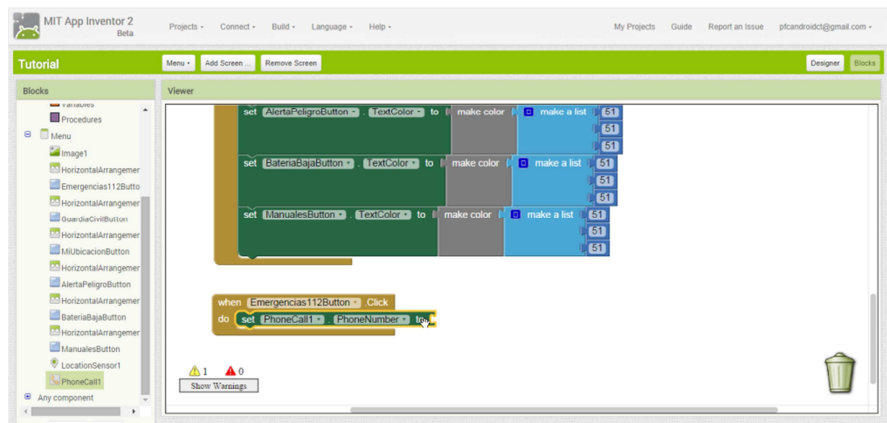 MIT App Inventor 2
Beta
Projects Connect Build Language Help
My Projects Guide Report an Issue pfcandroidct@gmail.com
Tutorial
Menu Add Screen ... Remove Screen
Designer Blocks
Blocks
Viewer
Variables
Procedures
Menu
Image1
HorizontalArrangemer
Emergencias112Butto
HorizontalArrangemer
GuardiaCivilButton
HorizontalArrangemer
MiUbicacionButton
HorizontalArrangemer
AlertaPeligroButton
HorizontalArrangemer
BateriaBajaButton
HorizontalArrangemer
ManualesButton
LocationSensor1
PhoneCall1
Any component
set AlertaPeligroButton . TextColor to make color make a list 51
51
51
set BateriaBajaButton . TextColor to make color make a list 51
51
51
set ManualesButton . TextColor to make color make a list 51
51
51
when Emergencias112Button .Click
do set PhoneCall1 . PhoneNumber to
1 0
Show Warnings